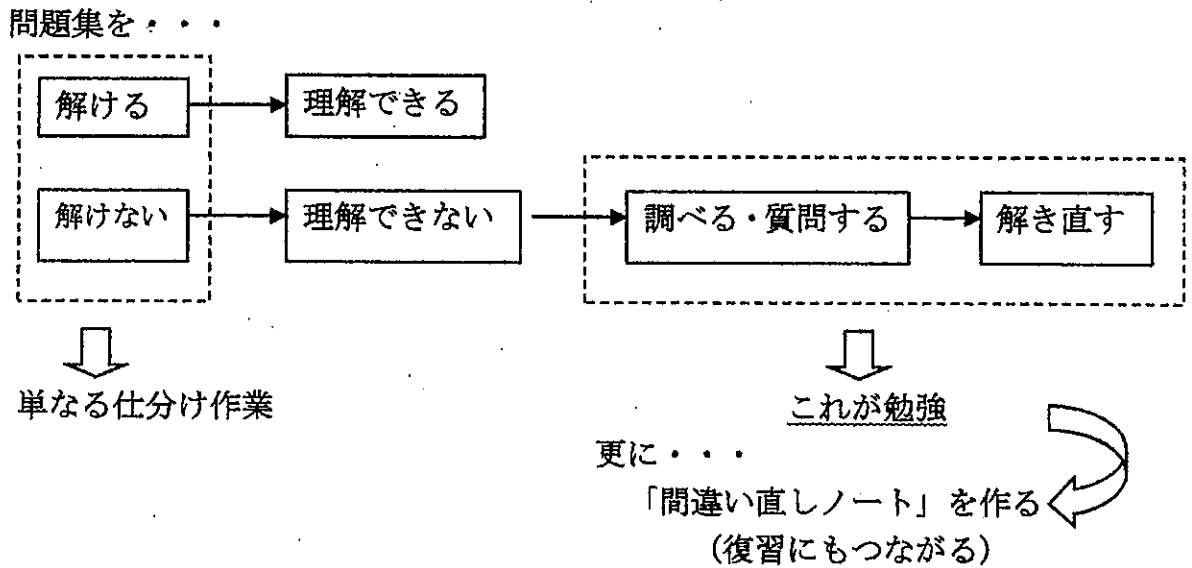 問題集を・・・
解ける
理解できる
解けない
理解できない
調べる・質問する
解き直す
単なる仕分け作業
これが勉強
更に・・・
「間違い直しノート」を作る
(復習にもつながる)